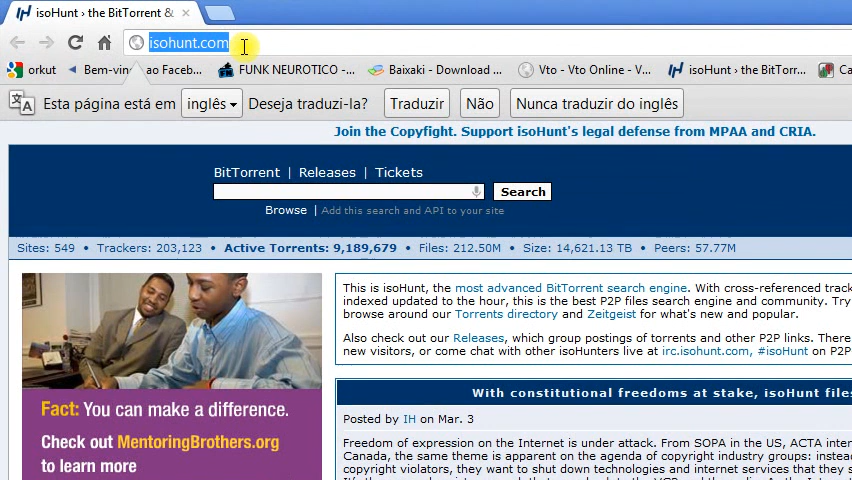 isoHunt › the BitTorrent &
isohunt.com
orkut
Bem-vin ao Faceb...
FUNK NEUROTICO -...
Baixaki - Download ...
Vto - Vto Online - V...
isoHunt › the BitTorr...
Ca
Esta página está em inglês Deseja traduzi-la? Traduzir Não Nunca traduzir do inglês
Join the Copyfight. Support isoHunt's legal defense from MPAA and CRIA.
BitTorrent | Releases | Tickets
Search
Browse | Add this search and API to your site
Sites: 549 • Trackers: 203,123 • Active Torrents: 9,189,679 • Files: 212.50M • Size: 14,621.13 TB • Peers: 57.77M
Fact: You can make a difference.
Check out MentoringBrothers.org
to learn more
This is isoHunt, the most advanced BitTorrent search engine. With cross-referenced track
indexed updated to the hour, this is the best P2P files search engine and community. Try
browse around our Torrents directory and Zeitgeist for what's new and popular.
Also check out our Releases, which group postings of torrents and other P2P links. There
new visitors, or come chat with other isoHunters live at irc.isohunt.com, #isoHunt on P2P
With constitutional freedoms at stake, isoHunt files
Posted by IH on Mar. 3
Freedom of expression on the Internet is under attack. From SOPA in the US, ACTA inter
Canada, the same theme is apparent on the agenda of copyright industry groups: instead
copyright violators, they want to shut down technologies and internet services that they s